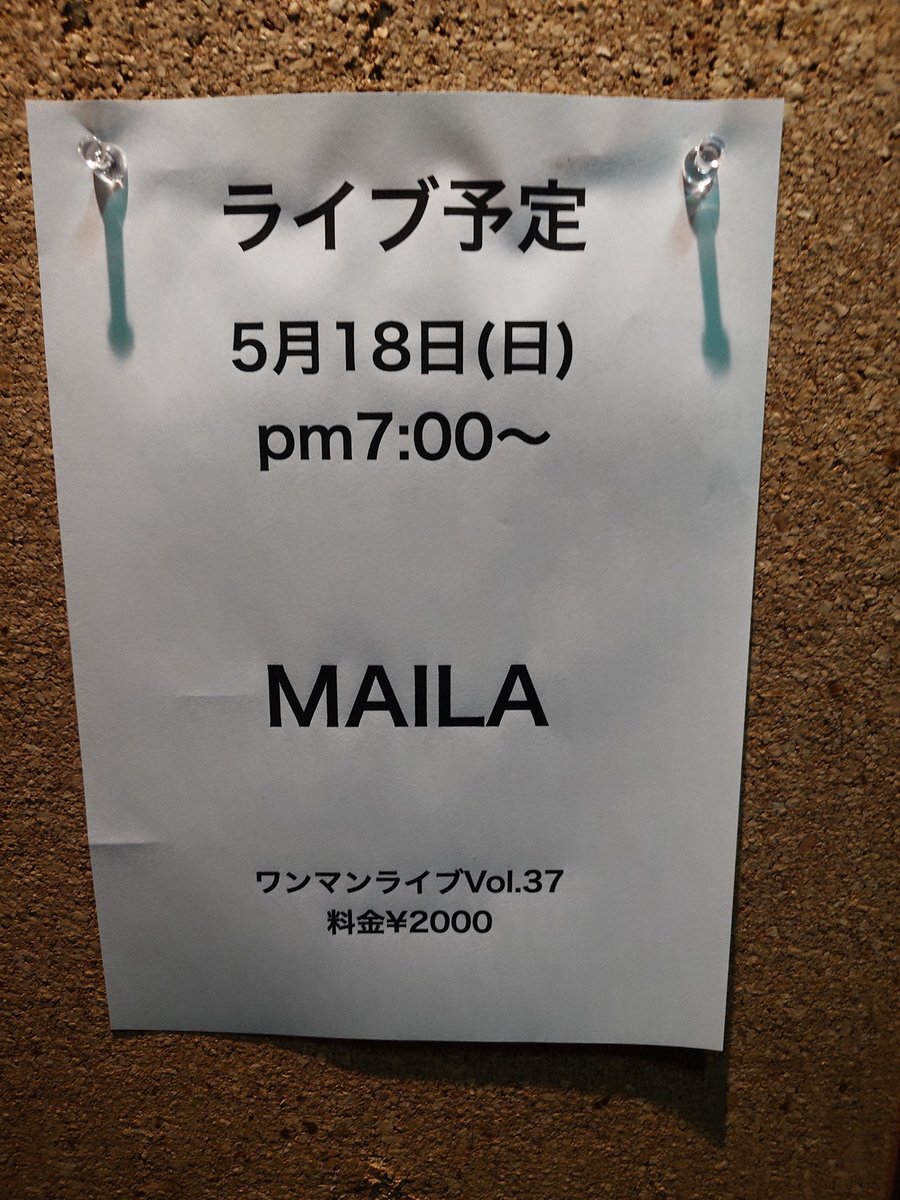 ライブ予定
5月18日(日)
pm7:00〜
MAILA
ワンマンライブVol.37
料金¥2000